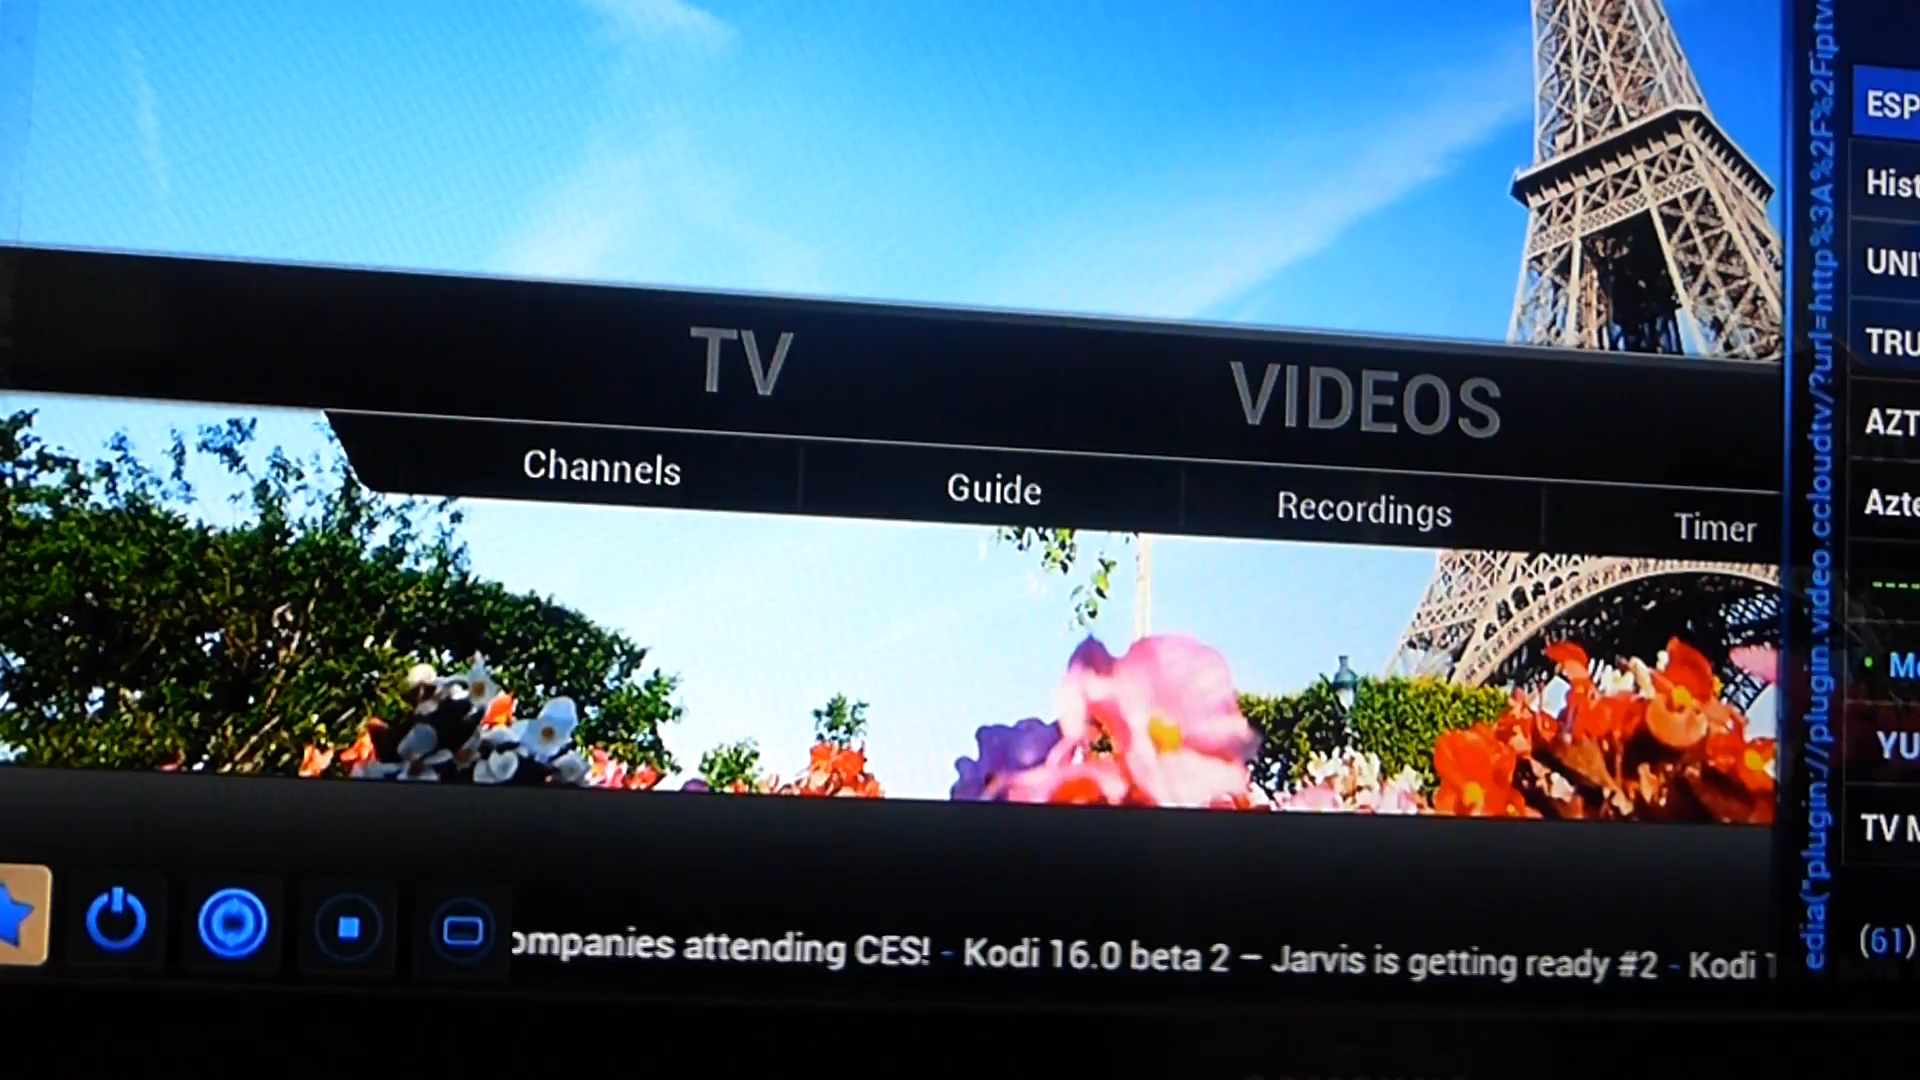 TV
VIDEOS
Channels
Guide
Recordings
Timer
ompanies attending CES! - Kodi 16.0 beta 2 – Jarvis is getting ready #2 - Kodi 1
edia("plugin://plugin.video.ccloudtv/?url=http%3A%2F%2Fiptv
ESP
Hist
UNI
TRU
AZT
Azte
Mo
YU
TV M
(61)